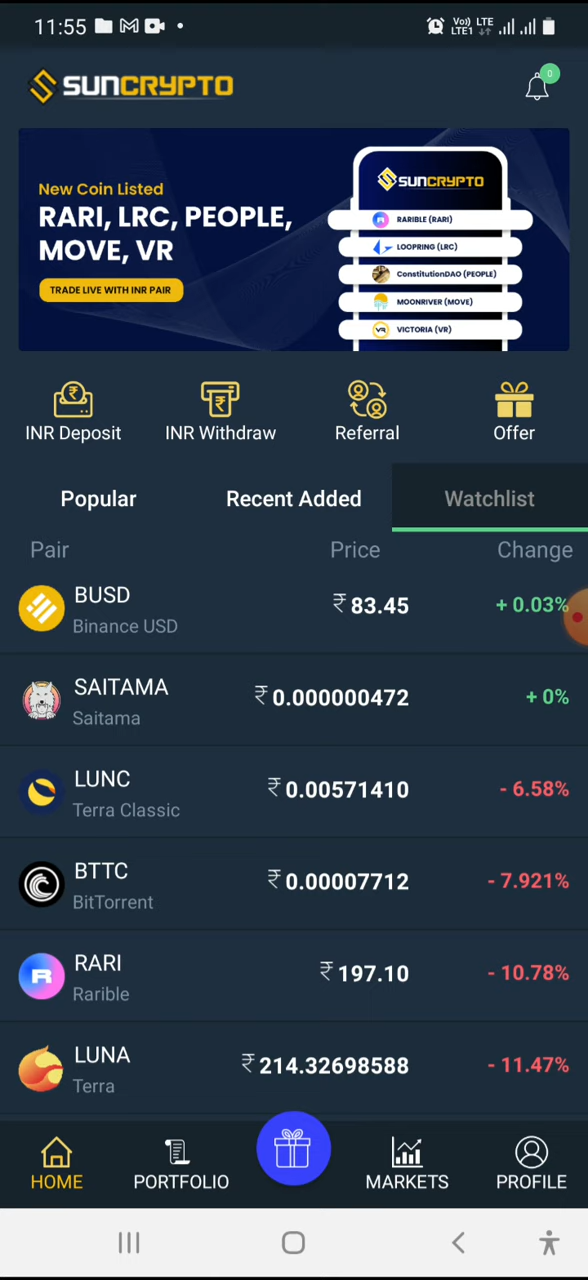 11:55
Vo)) LTE
LTE1
SUNCRYPTO
0
New Coin Listed
RARI, LRC, PEOPLE,
MOVE, VR
TRADE LIVE WITH INR PAIR
SUNCRYPTO
RARIBLE (RARI)
LOOPRING (LRC)
ConstitutionDAO (PEOPLE)
MOONRIVER (MOVE)
VICTORIA (VR)
INR Deposit INR Withdraw Referral Offer
Popular Recent Added Watchlist
Pair Price Change
BUSD ₹ 83.45 + 0.03%
Binance USD
SAITAMA ₹ 0.000000472 + 0%
Saitama
LUNC ₹ 0.00571410 - 6.58%
Terra Classic
BTTC ₹ 0.00007712 - 7.921%
BitTorrent
RARI ₹ 197.10 - 10.78%
Rarible
LUNA ₹ 214.32698588 - 11.47%
Terra
HOME PORTFOLIO MARKETS PROFILE